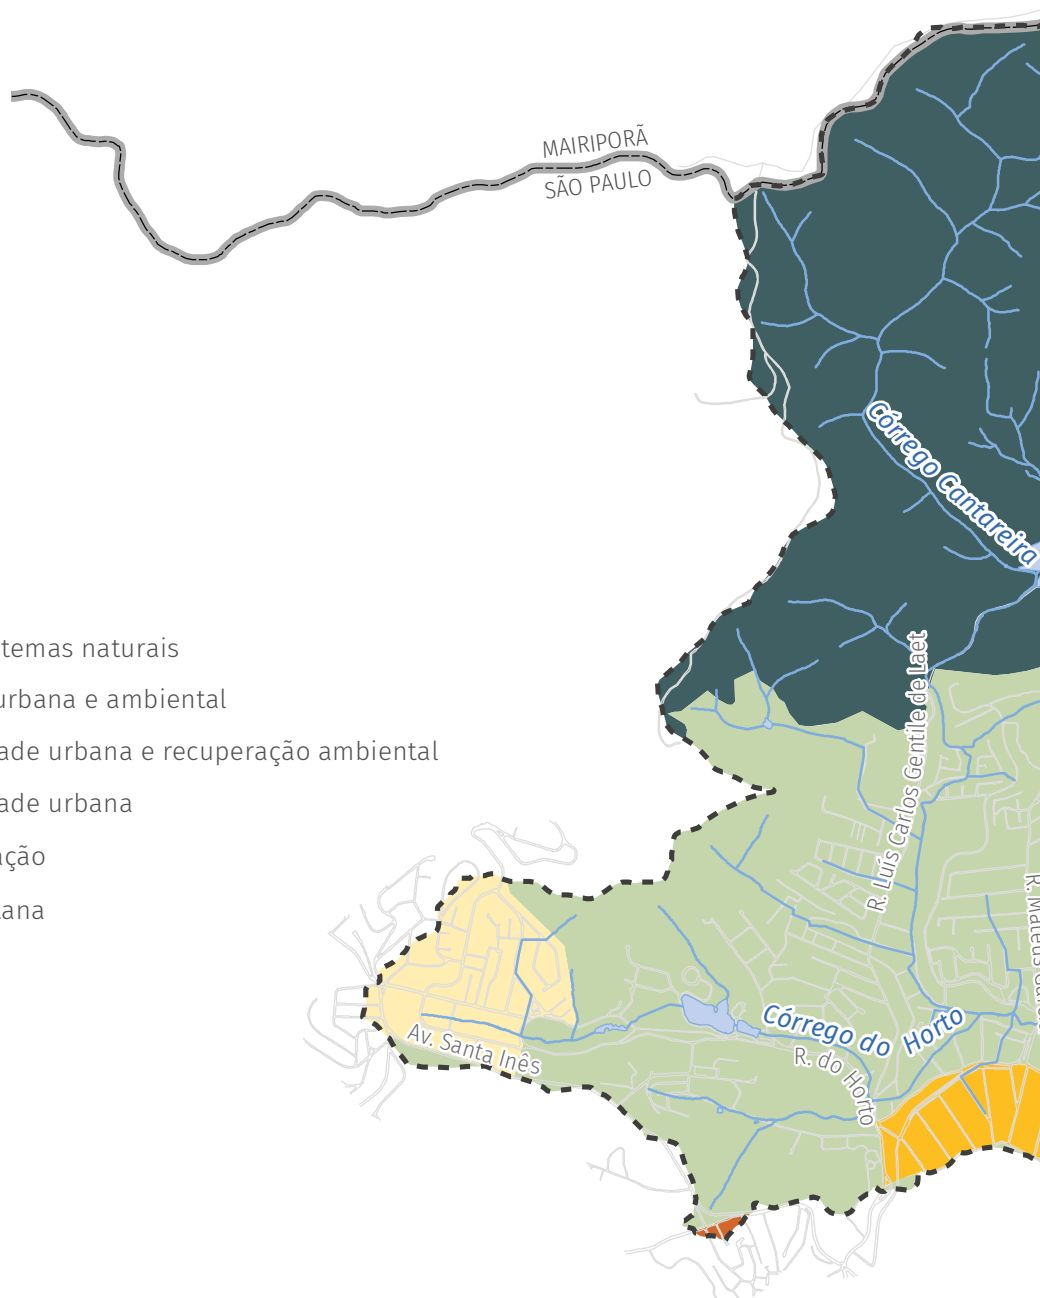 MAIRIPORÃ
SÃO PAULO
Córrego Cantareira
temas naturais
urbana e ambiental
ade urbana e recuperação ambiental
ade urbana
ação
ana
R. Luís Carlos Gentile de Laet
R. Mateus
Córrego do Horto
R. do Horto
Av. Santa Inês